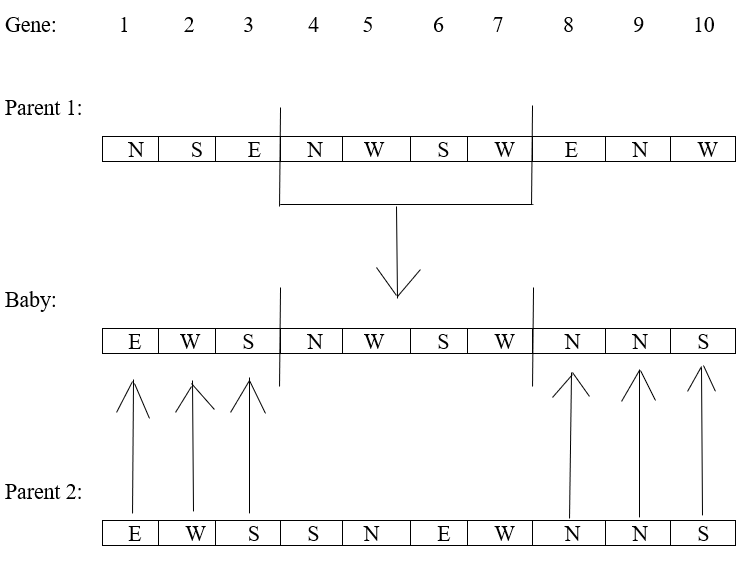 Gene: 1 2 3 4 5 6 7 8 9 10
Parent 1:
N S E N W S W E N W
Baby:
E W S N W S W N N S
Parent 2:
E W S S N E W N N S